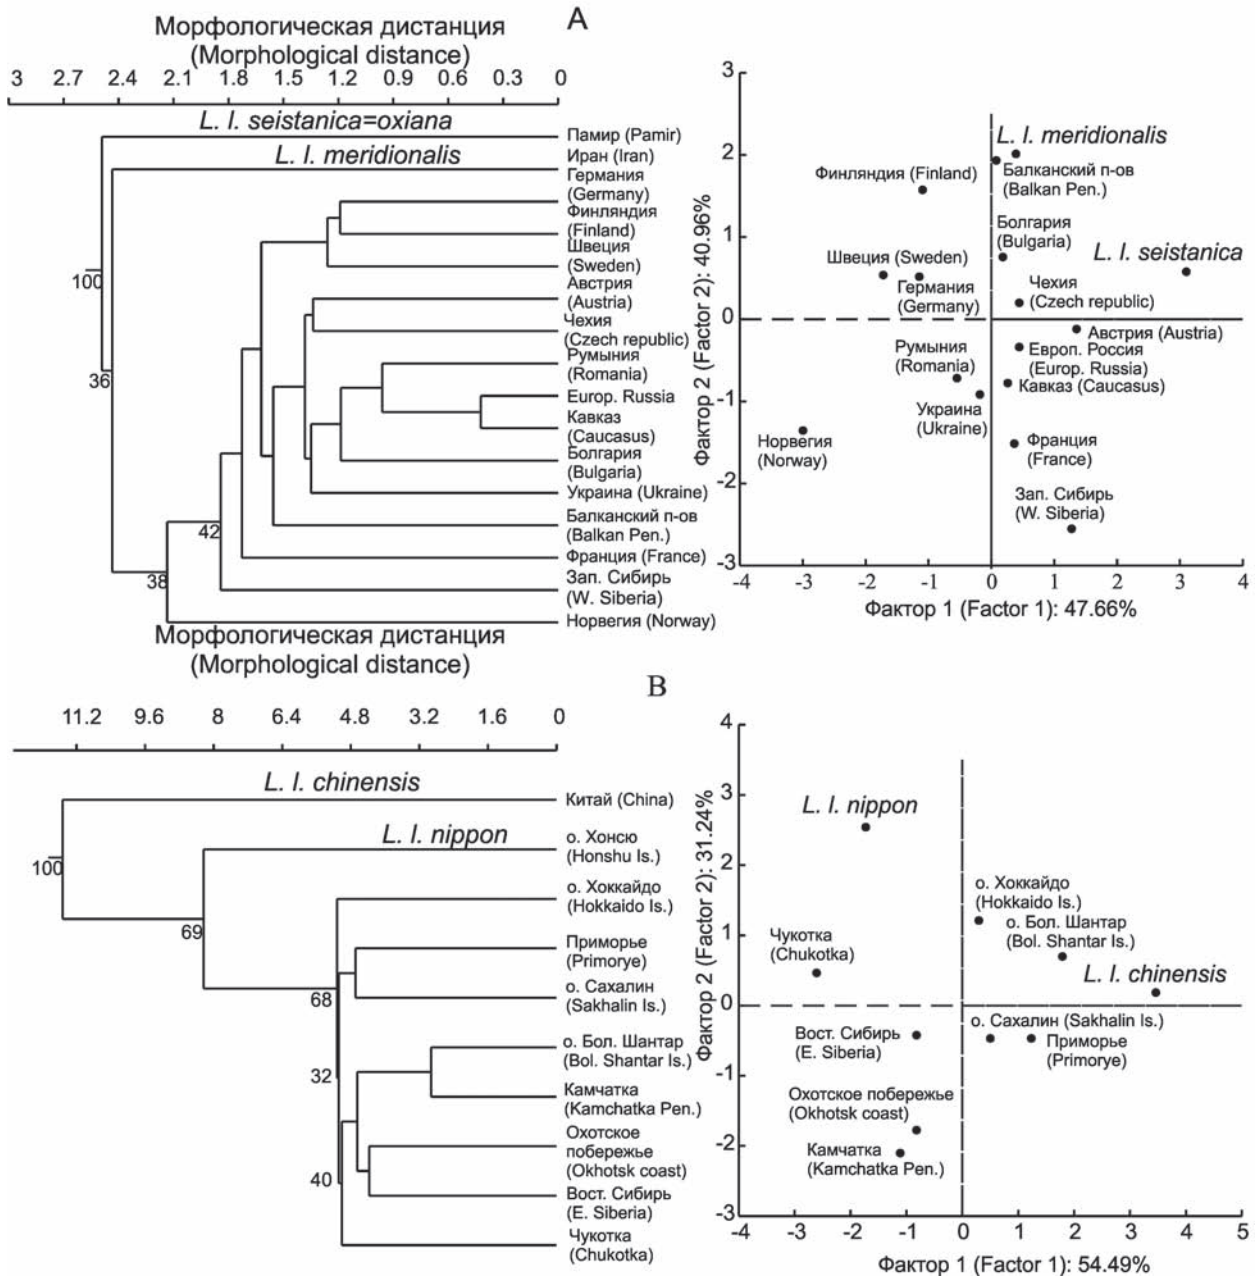 A
Морфологическая дистанция
(Morphological distance)
3 2.7 2.4 2.1 1.8 1.5 1.2 0.9 0.6 0.3 0
L. l. seistanica=oxiana
Памир (Pamir)
L. l. meridionalis
Иран (Iran)
Германия
(Germany)
Финляндия
(Finland)
Швеция
(Sweden)
Австрия
(Austria)
Чехия
(Czech republic)
Румыния
(Romania)
Europ. Russia
Кавказ
(Caucasus)
Болгария
(Bulgaria)
Украина (Ukraine)
Балканский п-ов
(Balkan Pen.)
Франция (France)
Зап. Сибирь
(W. Siberia)
Норвегия (Norway)
100
36
42
38
Фактор 2 (Factor 2): 40.96%
3
2
1
0
-1
-2
-3
L. l. meridionalis
Финляндия (Finland)
Балканский п-ов
(Balkan Pen.)
Болгария
(Bulgaria)
L. l. seistanica
Швеция (Sweden)
Германия
(Germany)
Чехия
(Czech republic)
Австрия (Austria)
Румыния
(Romania)
Европ. Россия
(Europ. Russia)
Кавказ (Caucasus)
Украина
(Ukraine)
Норвегия
(Norway)
Франция
(France)
Зап. Сибирь
(W. Siberia)
-4 -3 -2 -1 0 1 2 3 4
Фактор 1 (Factor 1): 47.66%
B
Морфологическая дистанция
(Morphological distance)
11.2 9.6 8 6.4 4.8 3.2 1.6 0
L. l. chinensis
Китай (China)
L. l. nippon
о. Хонсю
(Honshu Is.)
о. Хоккайдо
(Hokkaido Is.)
Приморье
(Primorye)
о. Сахалин
(Sakhalin Is.)
о. Бол. Шантар
(Bol. Shantar Is.)
Камчатка
(Kamchatka Pen.)
Охотское
побережье
(Okhotsk coast)
Вост. Сибирь
(E. Siberia)
Чукотка
(Chukotka)
100
69
68
32
40
Фактор 2 (Factor 2): 31.24%
4
3
2
1
0
-1
-2
-3
L. l. nippon
о. Хоккайдо
(Hokkaido Is.)
о. Бол. Шантар
(Bol. Shantar Is.)
Чукотка
(Chukotka)
L. l. chinensis
Вост. Сибирь
(E. Siberia)
о. Сахалин (Sakhalin Is.)
Приморье
(Primorye)
Охотское побережье
(Okhotsk coast)
Камчатка
(Kamchatka Pen.)
-4 -3 -2 -1 0 1 2 3 4 5
Фактор 1 (Factor 1): 54.49%